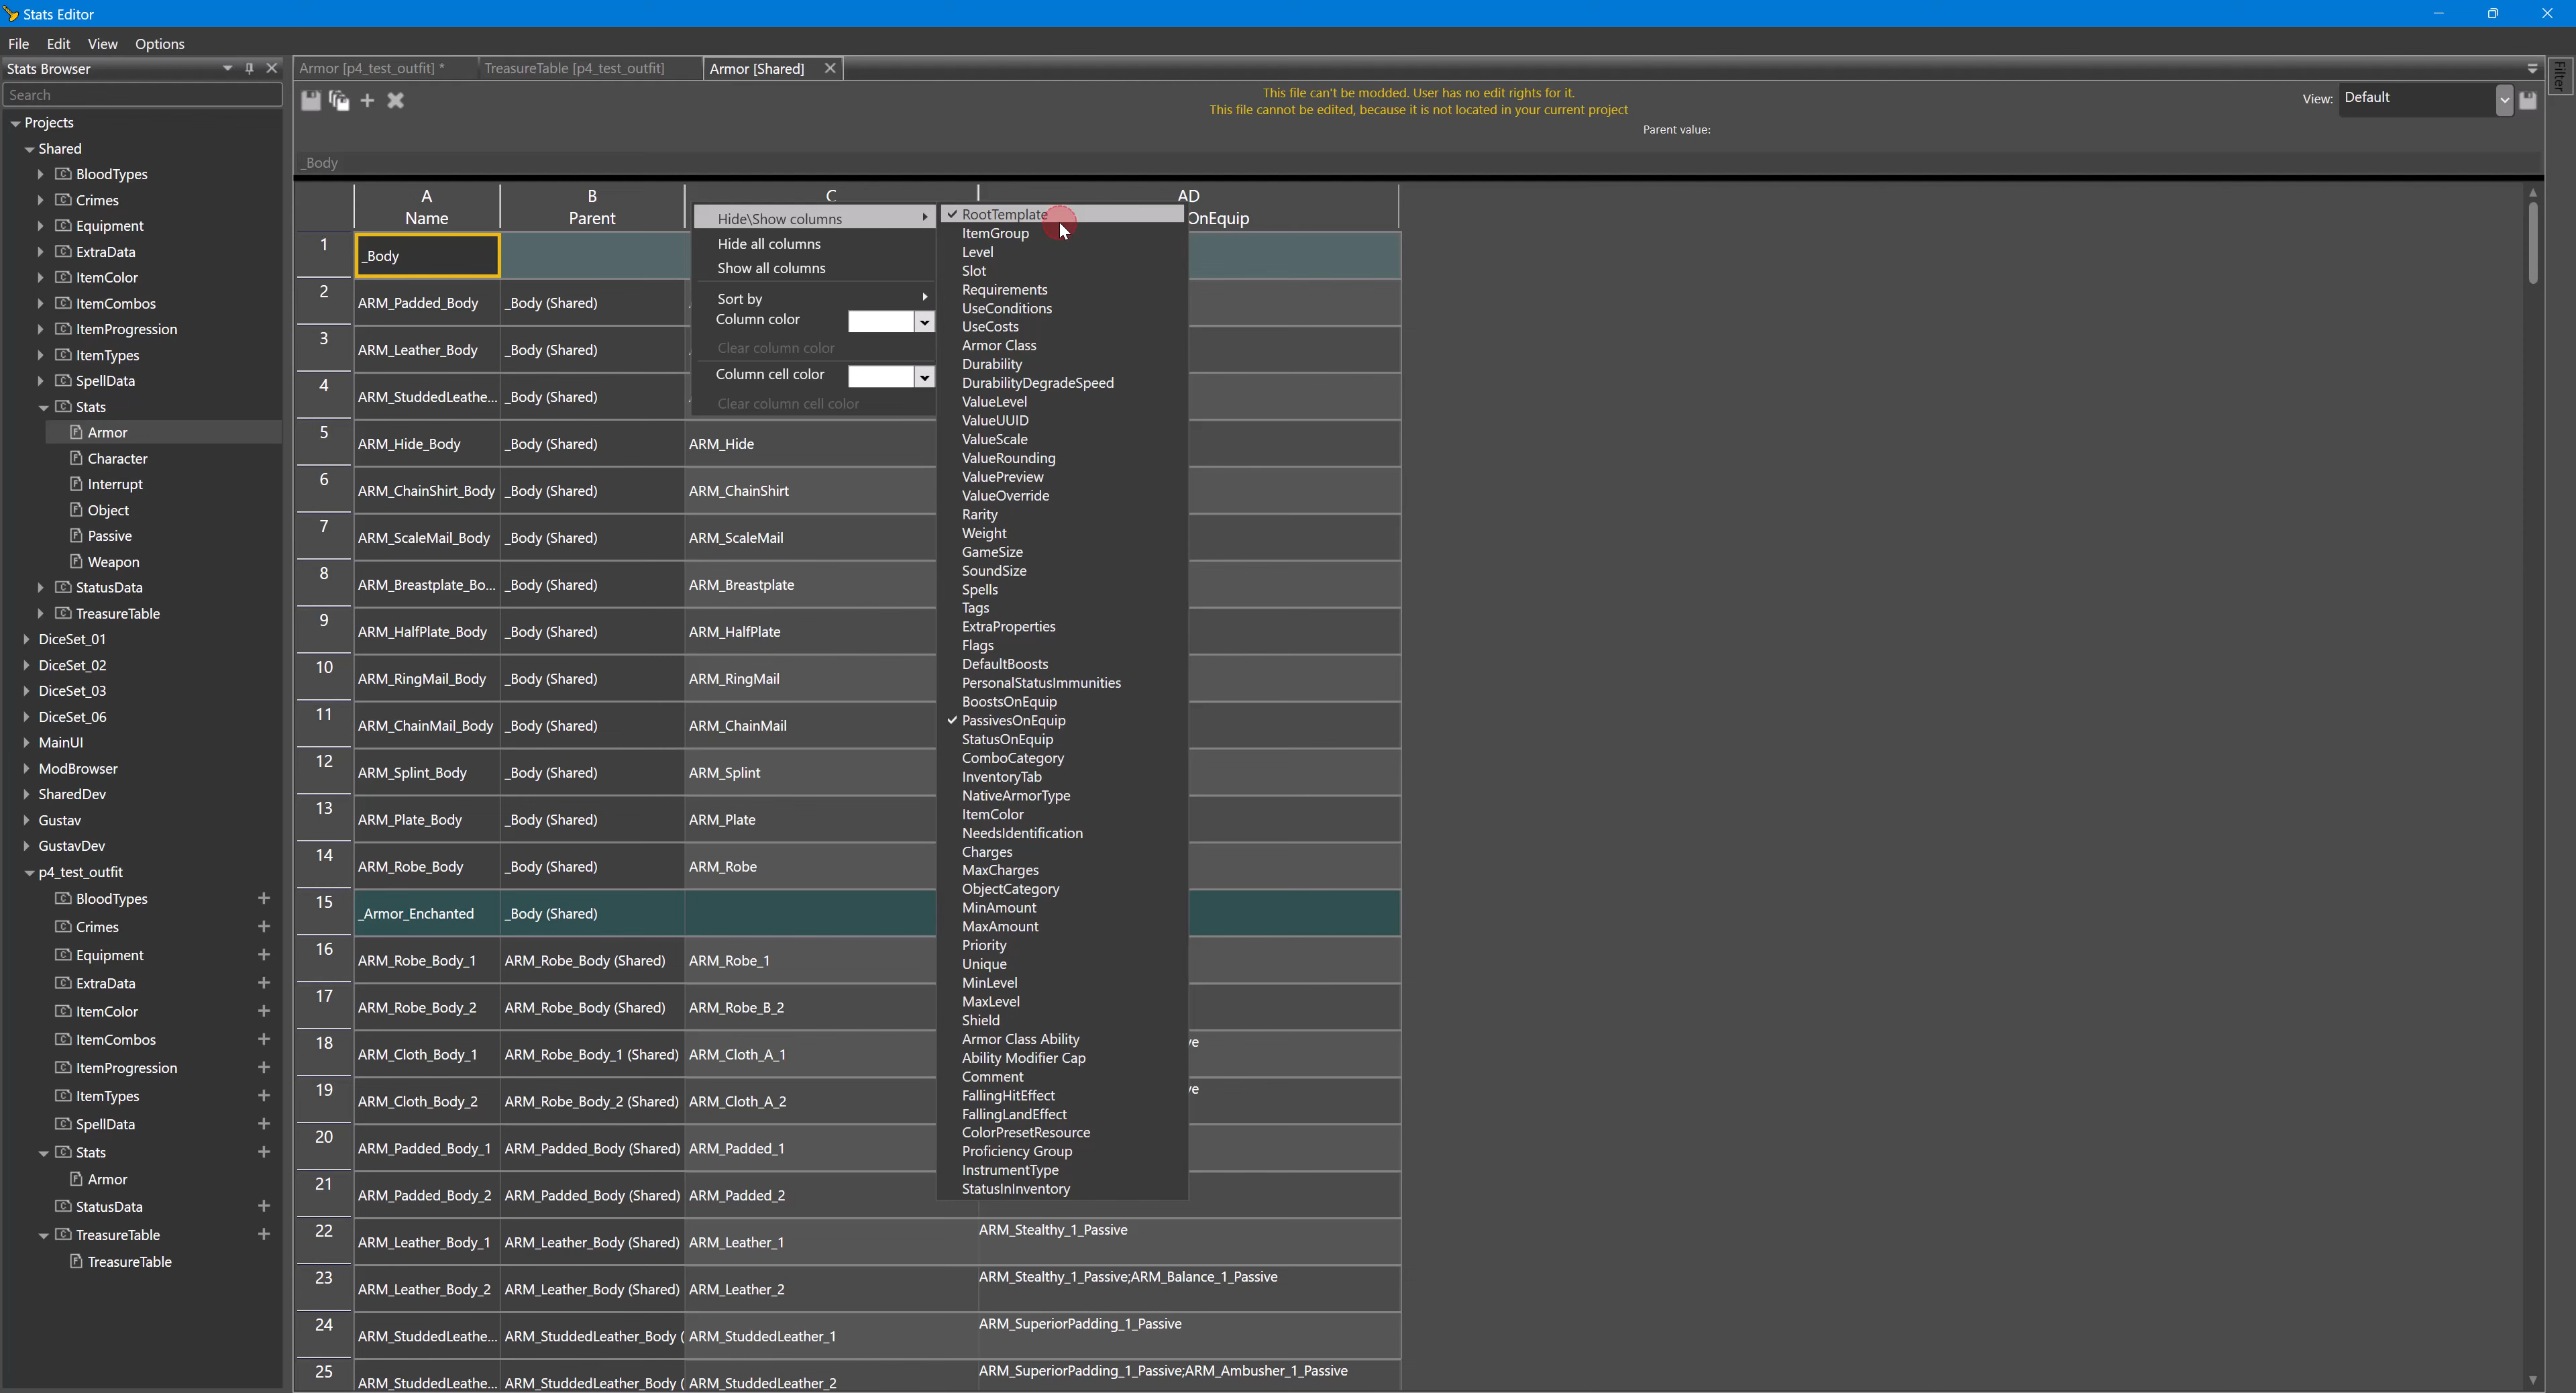 Stats Editor
File Edit View Options
Stats Browser
Search
Projects
Shared
BloodTypes
Crimes
Equipment
ExtraData
ItemColor
ItemCombos
ItemProgression
ItemTypes
SpellData
Stats
Armor
Character
Interrupt
Object
Passive
Weapon
StatusData
TreasureTable
DiceSet_01
DiceSet_02
DiceSet_03
DiceSet_06
MainUI
ModBrowser
SharedDev
Gustav
GustavDev
p4_test_outfit
BloodTypes
Crimes
Equipment
ExtraData
ItemColor
ItemCombos
ItemProgression
ItemTypes
SpellData
Stats
Armor
StatusData
TreasureTable
TreasureTable
Armor [p4_test_outfit] * TreasureTable [p4_test_outfit] Armor [Shared]
Filter
This file can't be modded. User has no edit rights for it.
This file cannot be edited, because it is not located in your current project
View: Default
Parent value:
_Body
A B C AD
Name Parent OnEquip
1 _Body
2 ARM_Padded_Body _Body (Shared)
3 ARM_Leather_Body _Body (Shared)
4 ARM_StuddedLeathe... _Body (Shared)
5 ARM_Hide_Body _Body (Shared) ARM_Hide
6 ARM_ChainShirt_Body _Body (Shared) ARM_ChainShirt
7 ARM_ScaleMail_Body _Body (Shared) ARM_ScaleMail
8 ARM_Breastplate_Bo... _Body (Shared) ARM_Breastplate
9 ARM_HalfPlate_Body _Body (Shared) ARM_HalfPlate
10 ARM_RingMail_Body _Body (Shared) ARM_RingMail
11 ARM_ChainMail_Body _Body (Shared) ARM_ChainMail
12 ARM_Splint_Body _Body (Shared) ARM_Splint
13 ARM_Plate_Body _Body (Shared) ARM_Plate
14 ARM_Robe_Body _Body (Shared) ARM_Robe
15 _Armor_Enchanted _Body (Shared)
16 ARM_Robe_Body_1 ARM_Robe_Body (Shared) ARM_Robe_1
17 ARM_Robe_Body_2 ARM_Robe_Body (Shared) ARM_Robe_B_2
18 ARM_Cloth_Body_1 ARM_Robe_Body_1 (Shared) ARM_Cloth_A_1 ve
19 ARM_Cloth_Body_2 ARM_Robe_Body_2 (Shared) ARM_Cloth_A_2 ve
20 ARM_Padded_Body_1 ARM_Padded_Body (Shared) ARM_Padded_1
21 ARM_Padded_Body_2 ARM_Padded_Body (Shared) ARM_Padded_2
22 ARM_Leather_Body_1 ARM_Leather_Body (Shared) ARM_Leather_1 ARM_Stealthy_1_Passive
23 ARM_Leather_Body_2 ARM_Leather_Body (Shared) ARM_Leather_2 ARM_Stealthy_1_Passive;ARM_Balance_1_Passive
24 ARM_StuddedLeathe... ARM_StuddedLeather_Body ( ARM_StuddedLeather_1 ARM_SuperiorPadding_1_Passive
25 ARM_StuddedLeathe... ARM_StuddedLeather_Body ( ARM_StuddedLeather_2 ARM_SuperiorPadding_1_Passive;ARM_Ambusher_1_Passive
Hide\Show columns
Hide all columns
Show all columns
Sort by
Column color
Clear column color
Column cell color
Clear column cell color
RootTemplate
ItemGroup
Level
Slot
Requirements
UseConditions
UseCosts
Armor Class
Durability
DurabilityDegradeSpeed
ValueLevel
ValueUUID
ValueScale
ValueRounding
ValuePreview
ValueOverride
Rarity
Weight
GameSize
SoundSize
Spells
Tags
ExtraProperties
Flags
DefaultBoosts
PersonalStatusImmunities
BoostsOnEquip
PassivesOnEquip
StatusOnEquip
ComboCategory
InventoryTab
NativeArmorType
ItemColor
NeedsIdentification
Charges
MaxCharges
ObjectCategory
MinAmount
MaxAmount
Priority
Unique
MinLevel
MaxLevel
Shield
Armor Class Ability
Ability Modifier Cap
Comment
FallingHitEffect
FallingLandEffect
ColorPresetResource
Proficiency Group
InstrumentType
StatusInInventory